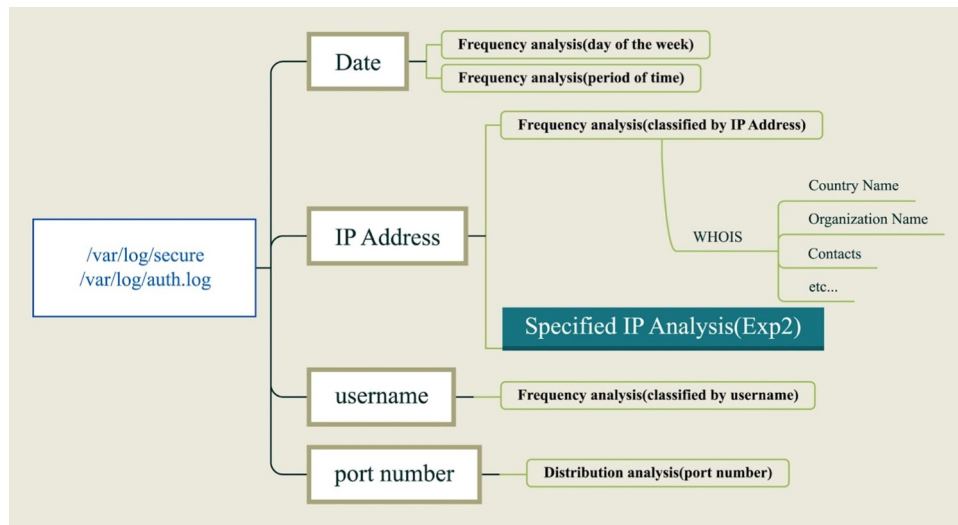 /var/log/secure
/var/log/auth.log
Date
Frequency analysis(day of the week)
Frequency analysis(period of time)
IP Address
Frequency analysis(classified by IP Address)
WHOIS
Country Name
Organization Name
Contacts
etc...
Specified IP Analysis(Exp2)
username
Frequency analysis(classified by username)
port number
Distribution analysis(port number)